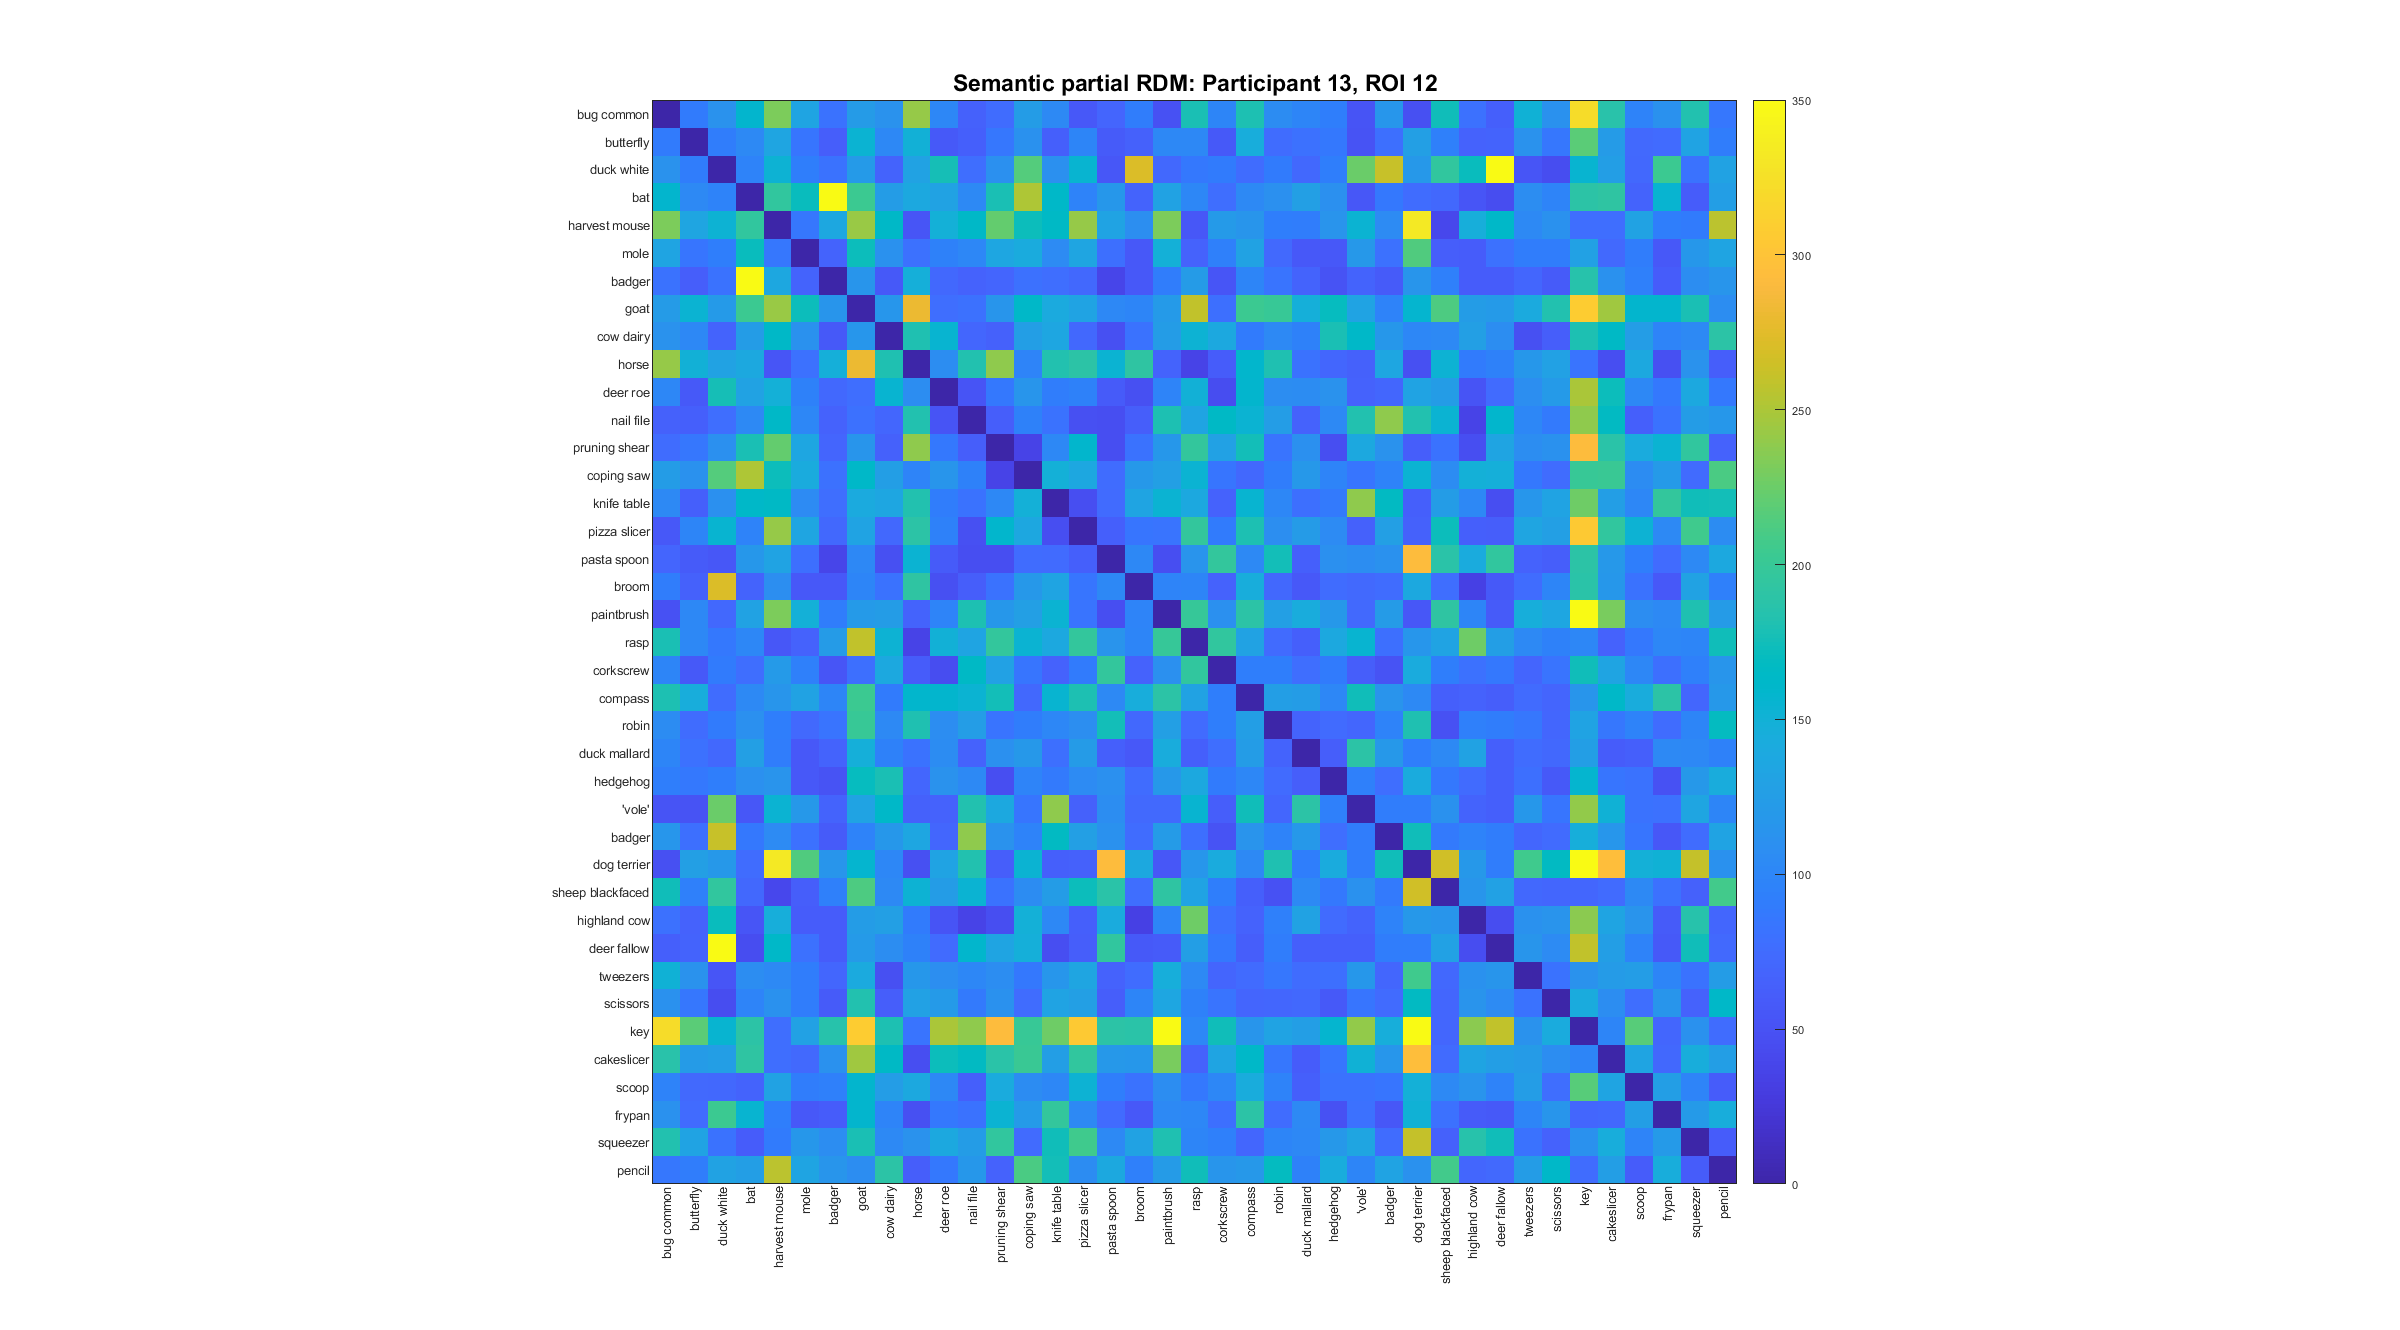 Semantic partial RDM: Participant 13, ROI 12
bug common
butterfly
duck white
bat
harvest mouse
mole
badger
goat
cow dairy
horse
deer roe
nail file
pruning shear
coping saw
knife table
pizza slicer
pasta spoon
broom
paintbrush
rasp
corkscrew
compass
robin
duck mallard
hedgehog
'vole'
badger
dog terrier
sheep blackfaced
highland cow
deer fallow
tweezers
scissors
key
cakeslicer
scoop
frypan
squeezer
pencil
bug common
butterfly
duck white
bat
harvest mouse
mole
badger
goat
cow dairy
horse
deer roe
nail file
pruning shear
coping saw
knife table
pizza slicer
pasta spoon
broom
paintbrush
rasp
corkscrew
compass
robin
duck mallard
hedgehog
'vole'
badger
dog terrier
sheep blackfaced
highland cow
deer fallow
tweezers
scissors
key
cakeslicer
scoop
frypan
squeezer
pencil
350
300
250
200
150
100
50
0